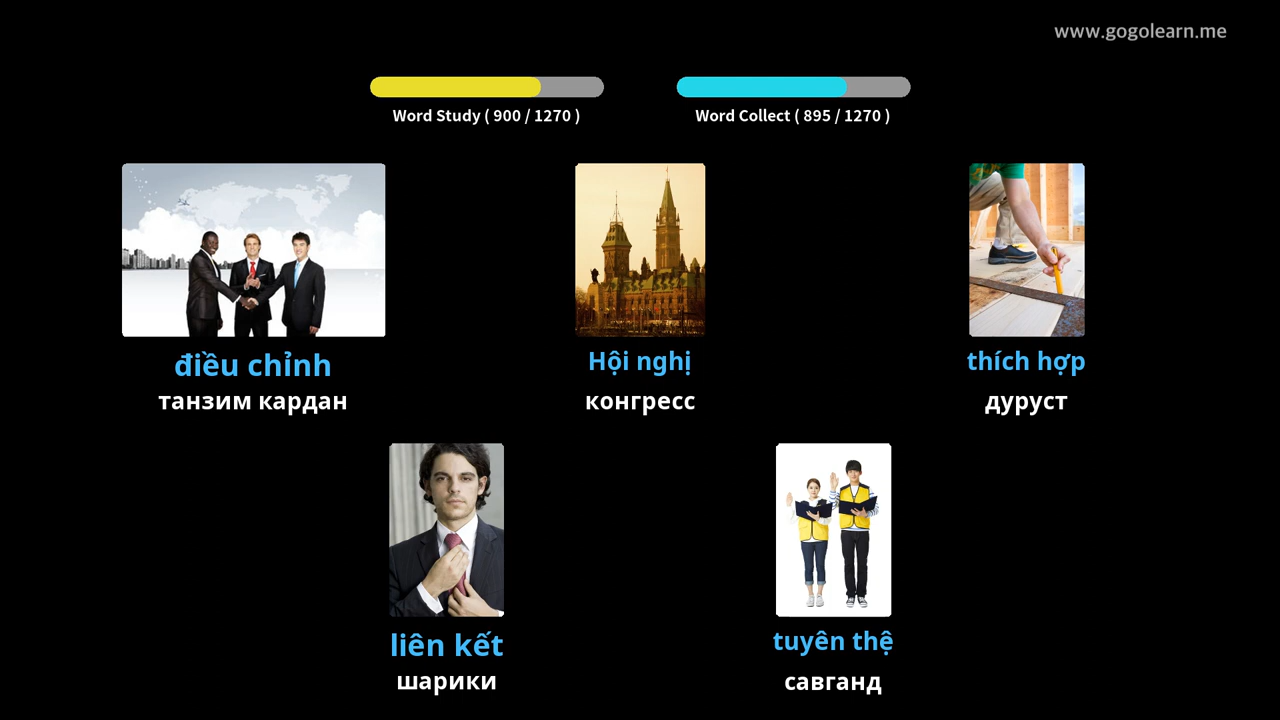 www.gogolearn.me
Word Study ( 900 / 1270 )
Word Collect ( 895 / 1270 )
điều chỉnh
танзим кардан
Hội nghị
конгресс
thích hợp
дуруст
liên kết
шарики
tuyên thệ
савганд